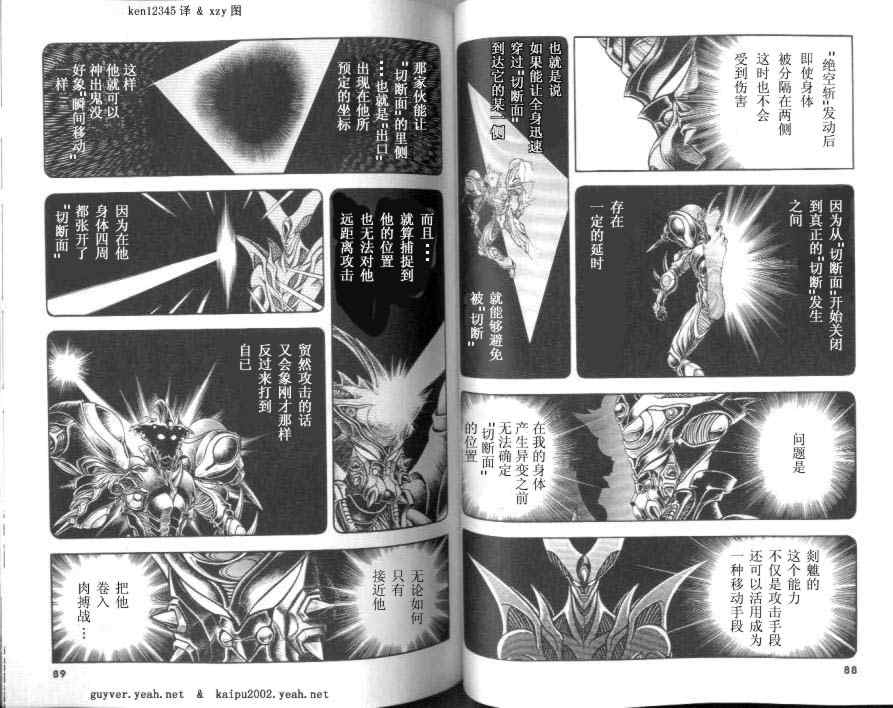 ken12345 译 & xzy 图
"绝空斩"发动后
即使身体
被分隔在两侧
这时也不会
受到伤害
也就是说
如果能让全身迅速
穿过"切断面"
到达它的某一侧
就能够避免
被"切断"
因为从"切断面"开始关闭
到真正的"切断"发生
之间
存在
一定的延时
问题是
在我的身体
产生异变之前
无法确定
"切断面"
的位置
剡魋的
这个能力
不仅是攻击手段
还可以活用成为
一种移动手段
88
那家伙能让
"切断面"的里侧
…也就是"出口"
出现在他所
预定的坐标
这样
他就可以
神出鬼没
好象"瞬间移动"
一样…
而且…
就算捕捉到
他的位置
也无法对他
远距离攻击
因为在他
身体四周
都张开了
"切断面"
贸然攻击的话
又会象刚才那样
反过来打到
自己
无论如何
只有
接近他
把他
卷入
肉搏战…
89
guyver.yeah.net & kaipu2002.yeah.net